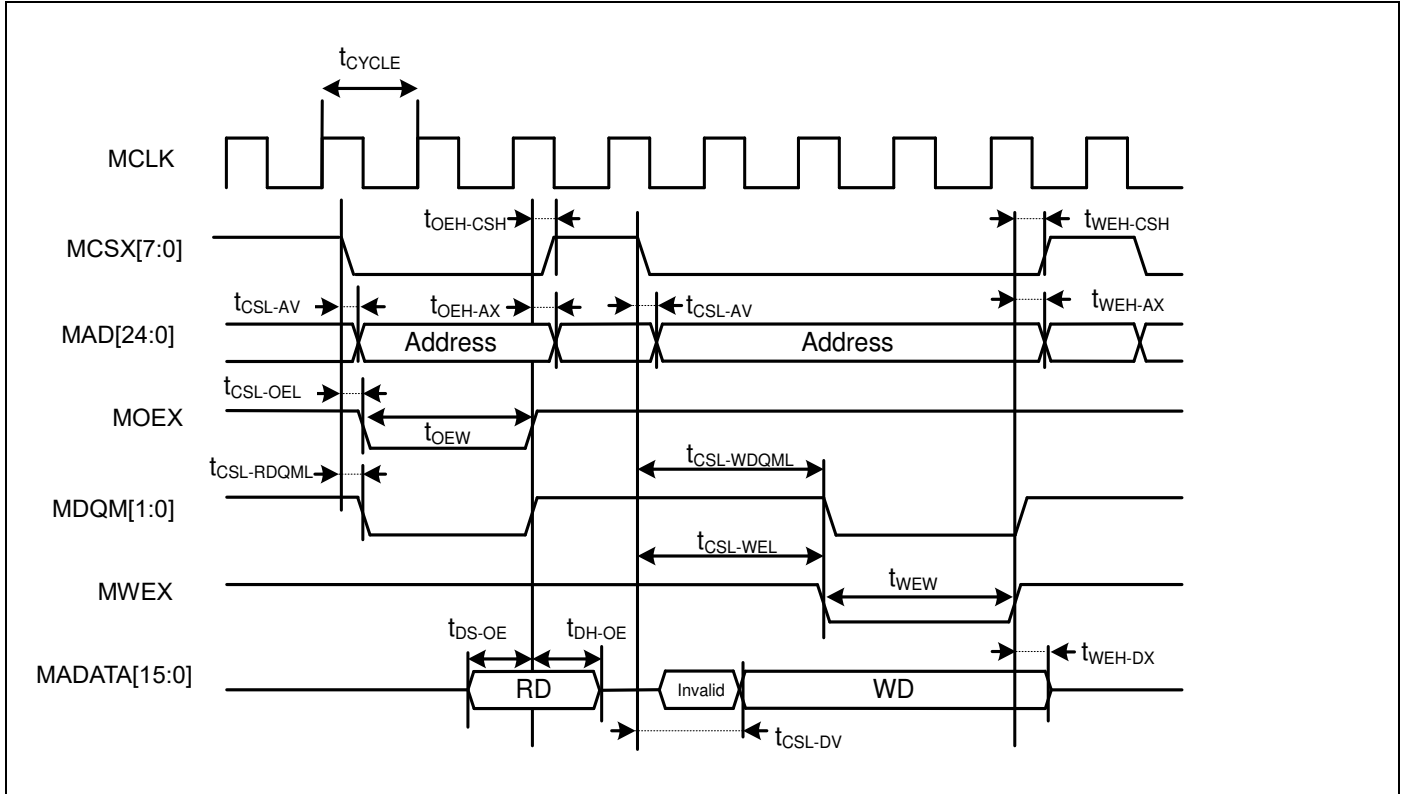 tCYCLE
MCLK
tOEH-CSH
tWEH-CSH
MCSX[7:0]
tCSL-AV
tOEH-AX
tCSL-AV
tWEH-AX
MAD[24:0]
Address
Address
tCSL-OEL
MOEX
tOEW
tCSL-RDQML
tCSL-WDQML
MDQM[1:0]
tCSL-WEL
MWEX
tWEW
tDS-OE
tDH-OE
tWEH-DX
MADATA[15:0]
RD
Invalid
WD
tCSL-DV